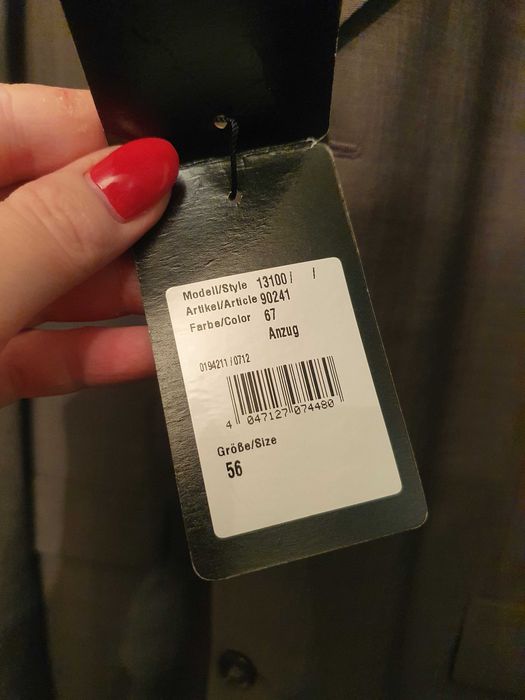 Modell/Style 13100 / /
Artikel/Article 90241
Farbe/Color 67
Anzug
0194211 / 0712
4 047127 074480
Größe/Size
56